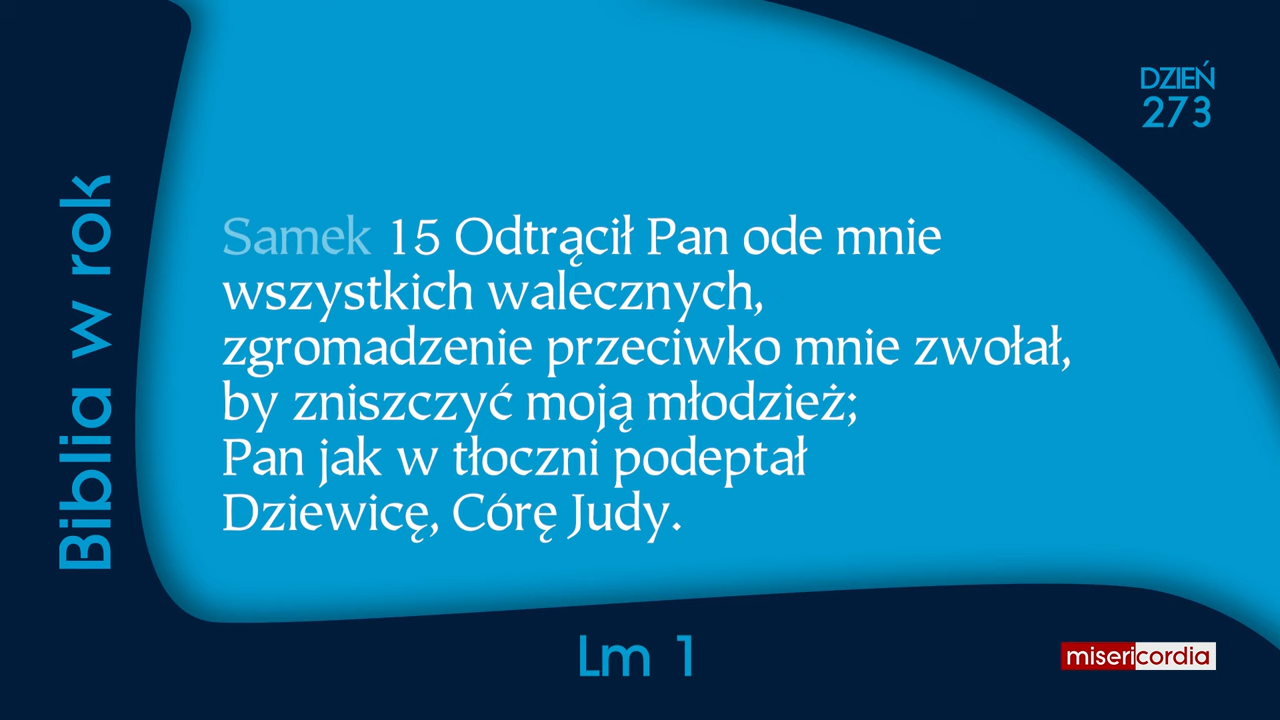 DZIEŃ
273
Biblia w rok
Samek 15 Odtrącił Pan ode mnie
wszystkich walecznych,
zgromadzenie przeciwko mnie zwołał,
by zniszczyć moją młodzież;
Pan jak w tłoczni podeptał
Dziewicę, Córę Judy.
Lm 1
misericordia